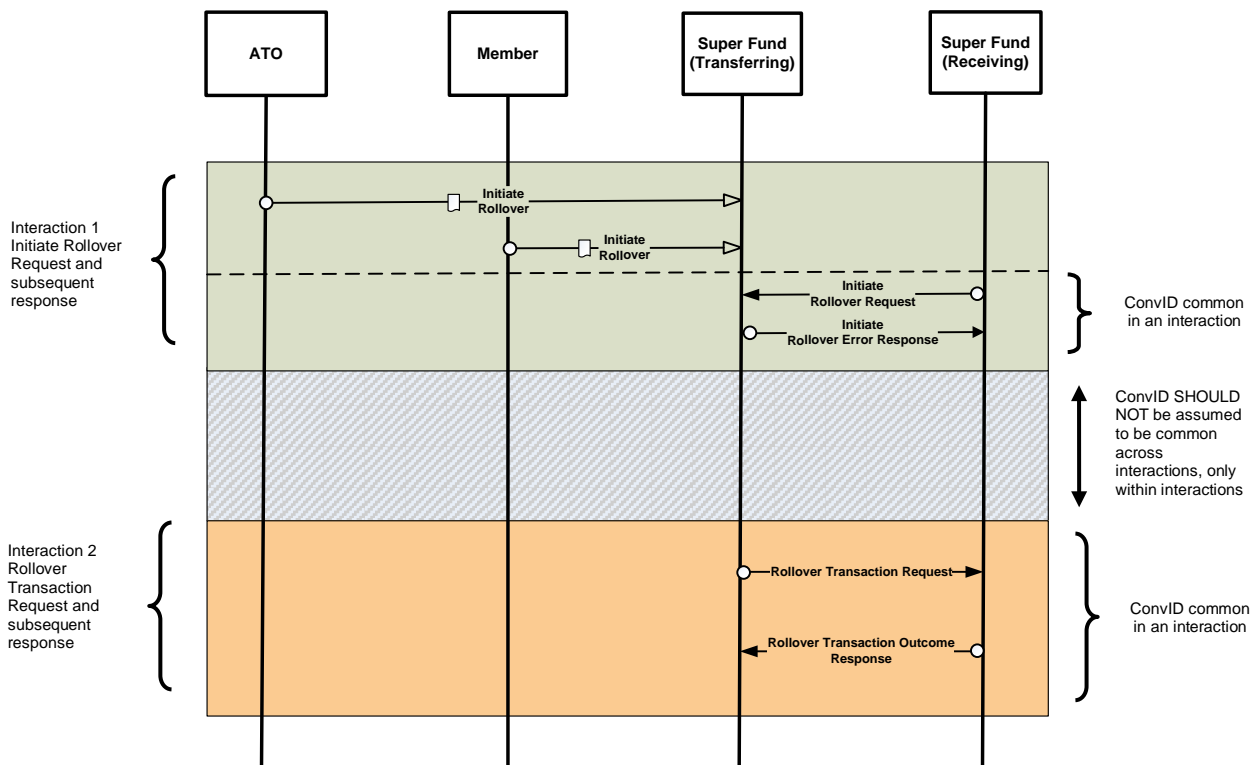 ATO
Member
Super Fund
(Transferring)
Super Fund
(Receiving)
Interaction 1
Initiate Rollover
Request and
subsequent
response
Initiate
Rollover
Initiate
Rollover
Initiate
Rollover Request
Initiate
Rollover Error Response
ConvID common
in an interaction
ConvID SHOULD
NOT be assumed
to be common
across
interactions, only
within interactions
Interaction 2
Rollover
Transaction
Request and
subsequent
response
Rollover Transaction Request
Rollover Transaction Outcome
Response
ConvID common
in an interaction